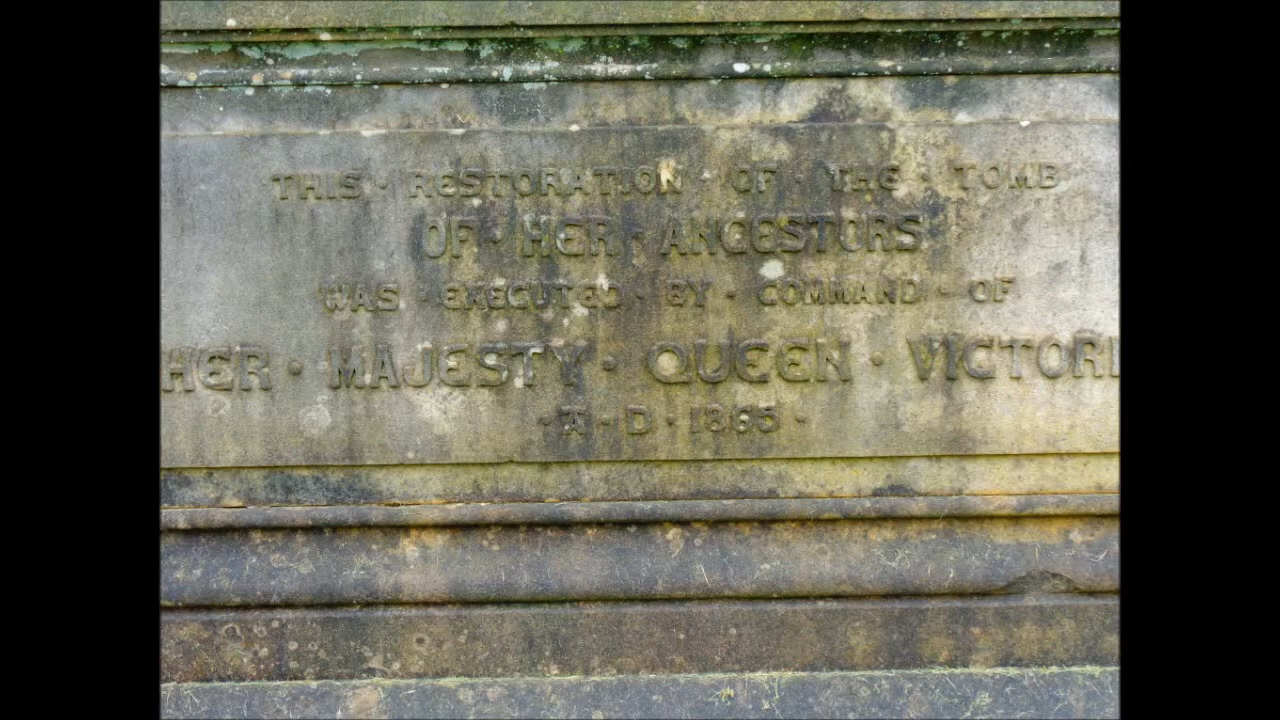 THIS · RESTORATION · OF · THE · TOMB
OF · HER · ANCESTORS
WAS · EXECUTED · BY · COMMAND · OF
HER · MAJESTY · QUEEN · VICTORI
· A · D · 1865 ·